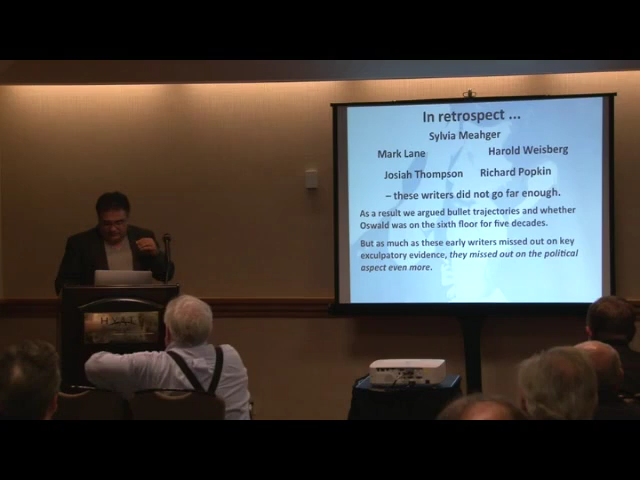 In retrospect ...
Sylvia Meahger
Mark Lane Harold Weisberg
Josiah Thompson Richard Popkin
– these writers did not go far enough.
As a result we argued bullet trajectories and whether
Oswald was on the sixth floor for five decades.
But as much as these early writers missed out on key
exculpatory evidence, they missed out on the political
aspect even more.
HYATT